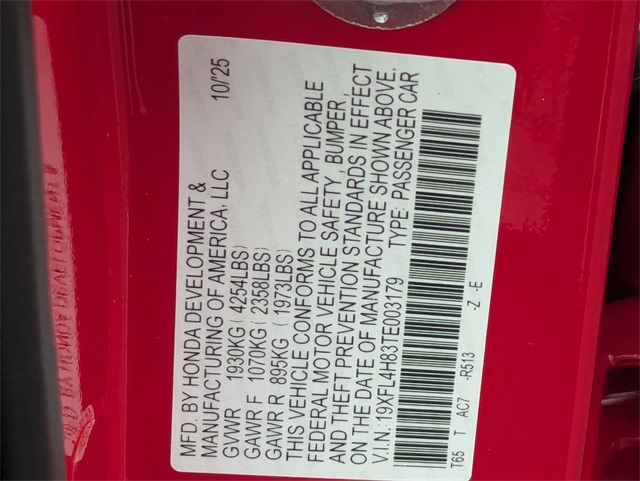 MFD. BY HONDA DEVELOPMENT &
MANUFACTURING OF AMERICA, LLC 10/'25
GVWR 1930KG ( 4254LBS)
GAWR F 1070KG ( 2358LBS)
GAWR R 895KG ( 1973LBS)
THIS VEHICLE CONFORMS TO ALL APPLICABLE
FEDERAL MOTOR VEHICLE SAFETY, BUMPER,
AND THEFT PREVENTION STANDARDS IN EFFECT
ON THE DATE OF MANUFACTURE SHOWN ABOVE.
V.I.N: 19XFL4H83TE003179 TYPE: PASSENGER CAR
T65 T AC7 -R513 -Z -E